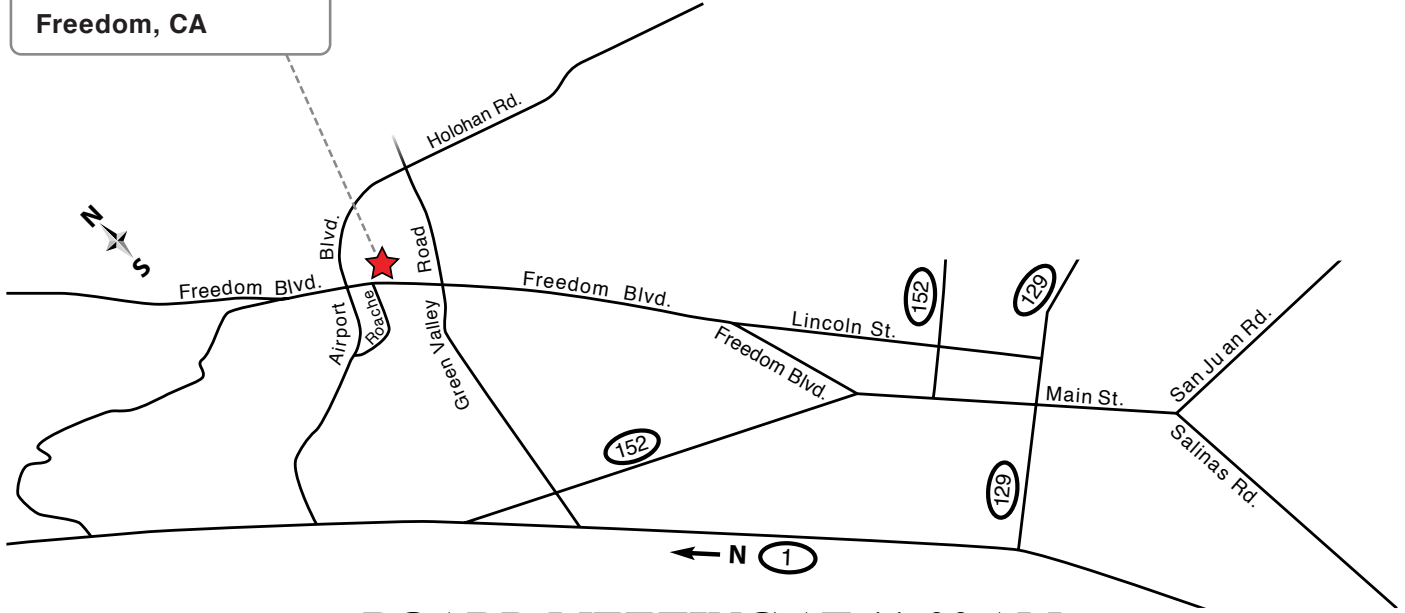 Freedom, CA
Holohan Rd.
N
S
Blvd.
Road
Freedom Blvd.
Freedom Blvd.
Airport
Roache
Green Valley
Lincoln St.
152
129
Freedom Blvd.
Main St.
San Juan Rd.
Salinas Rd.
152
129
N
1